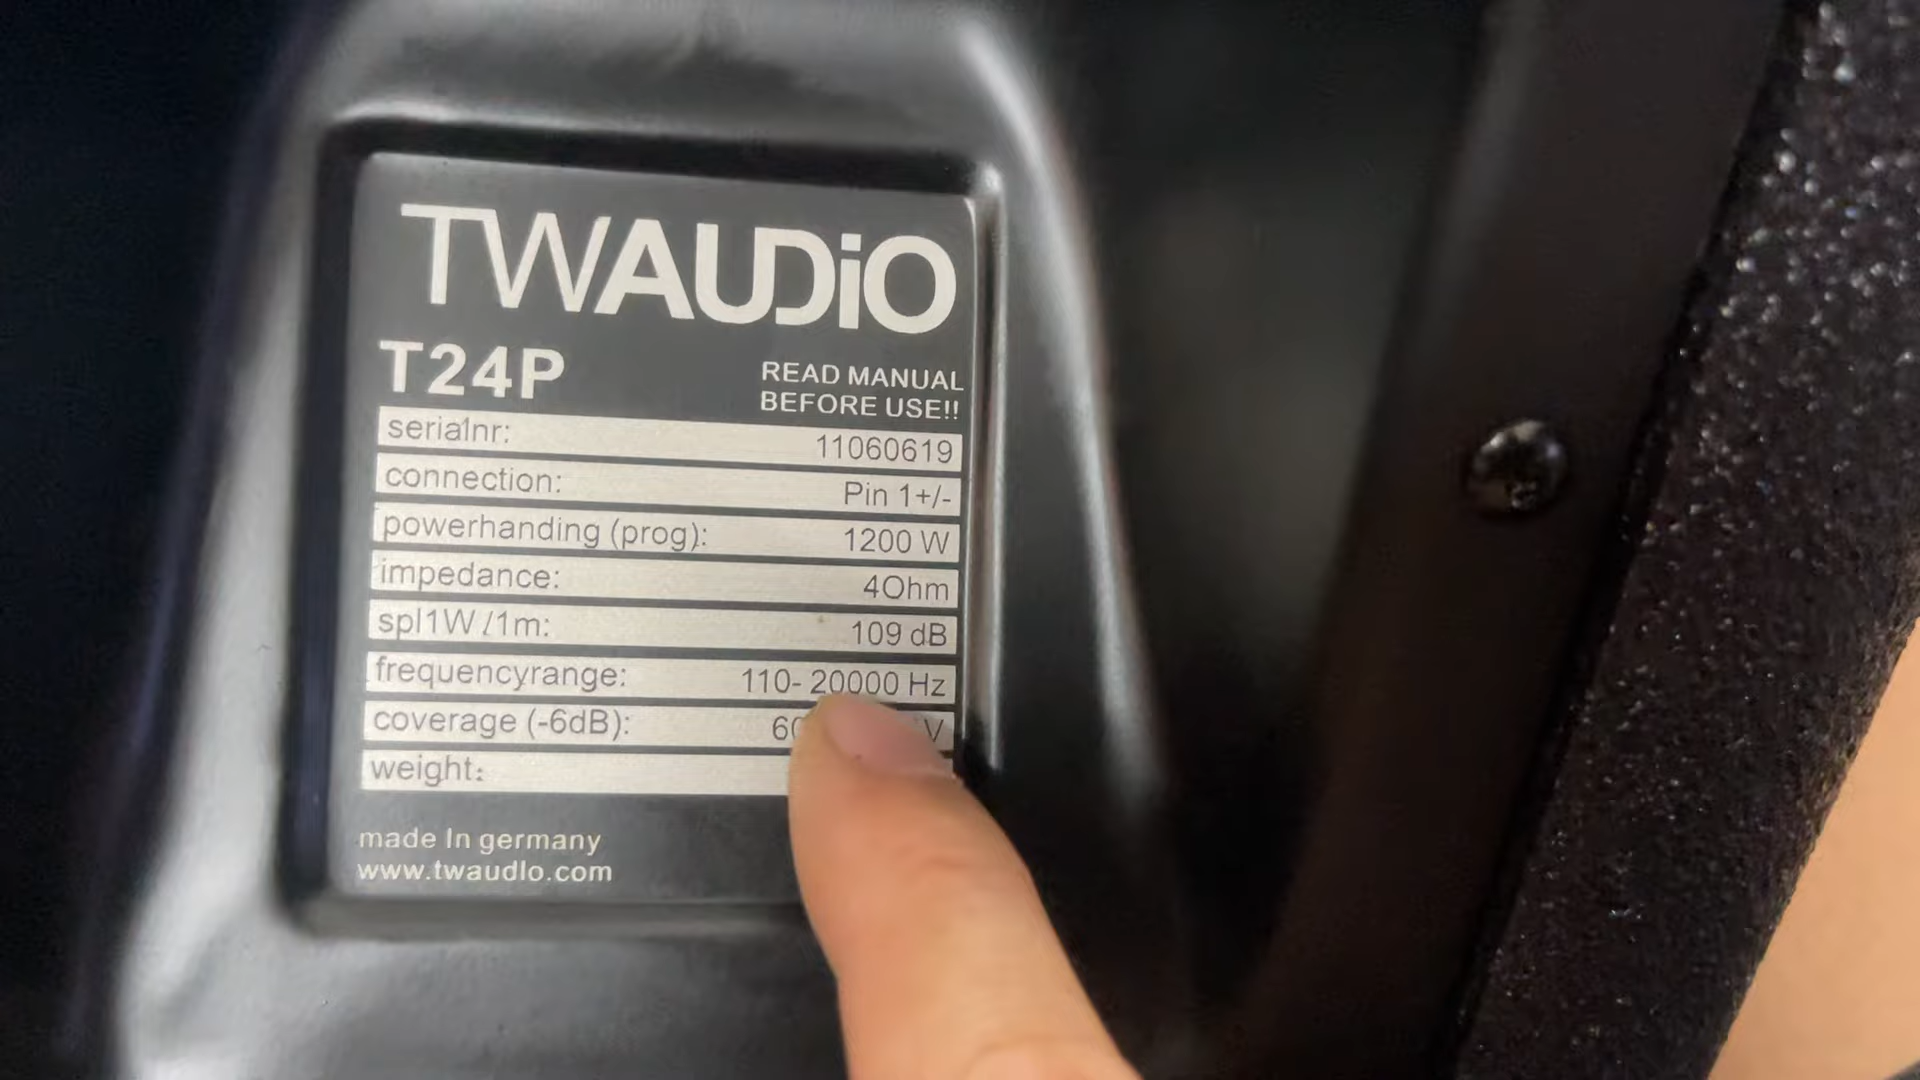 TWAUDiO
T24P
READ MANUAL
BEFORE USE!!
serialnr: 11060619
connection: Pin 1+/-
powerhanding (prog): 1200 W
impedance: 4Ohm
spl1W/1m: 109 dB
frequencyrange: 110- 20000 Hz
coverage (-6dB):
weight:
made In germany
www.twaudIo.com